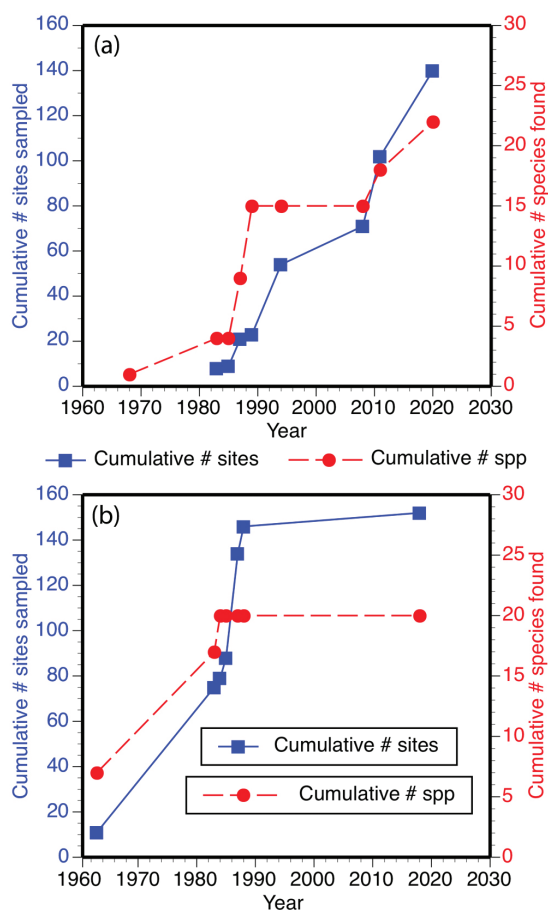 (a)
160
140
120
100
80
60
40
20
0
Cumulative # sites sampled
30
25
20
15
10
5
0
Cumulative # species found
1960 1970 1980 1990 2000 2010 2020 2030
Year
Cumulative # sites Cumulative # spp
(b)
160
140
120
100
80
60
40
20
0
Cumulative # sites sampled
30
25
20
15
10
5
0
Cumulative # species found
Cumulative # sites
Cumulative # spp
1960 1970 1980 1990 2000 2010 2020 2030
Year